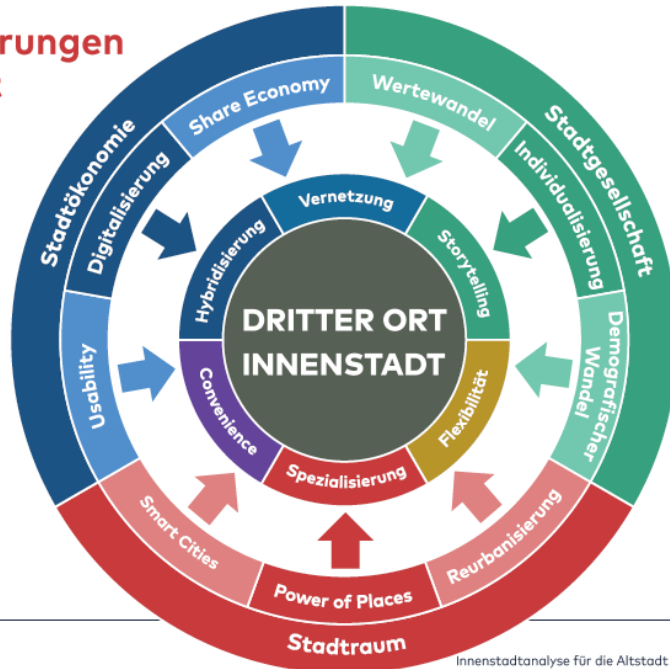 rungen
Stadtökonomie
Stadtgesellschaft
Stadtraum
Share Economy
Wertewandel
Digitalisierung
Individualisierung
Usability
Demografischer
Wandel
Smart Cities
Power of Places
Reurbanisierung
Vernetzung
Hybridisierung
Storytelling
Convenience
Flexibilität
Spezialisierung
DRITTER ORT
INNENSTADT
Innenstadtanalyse für die Altstadt